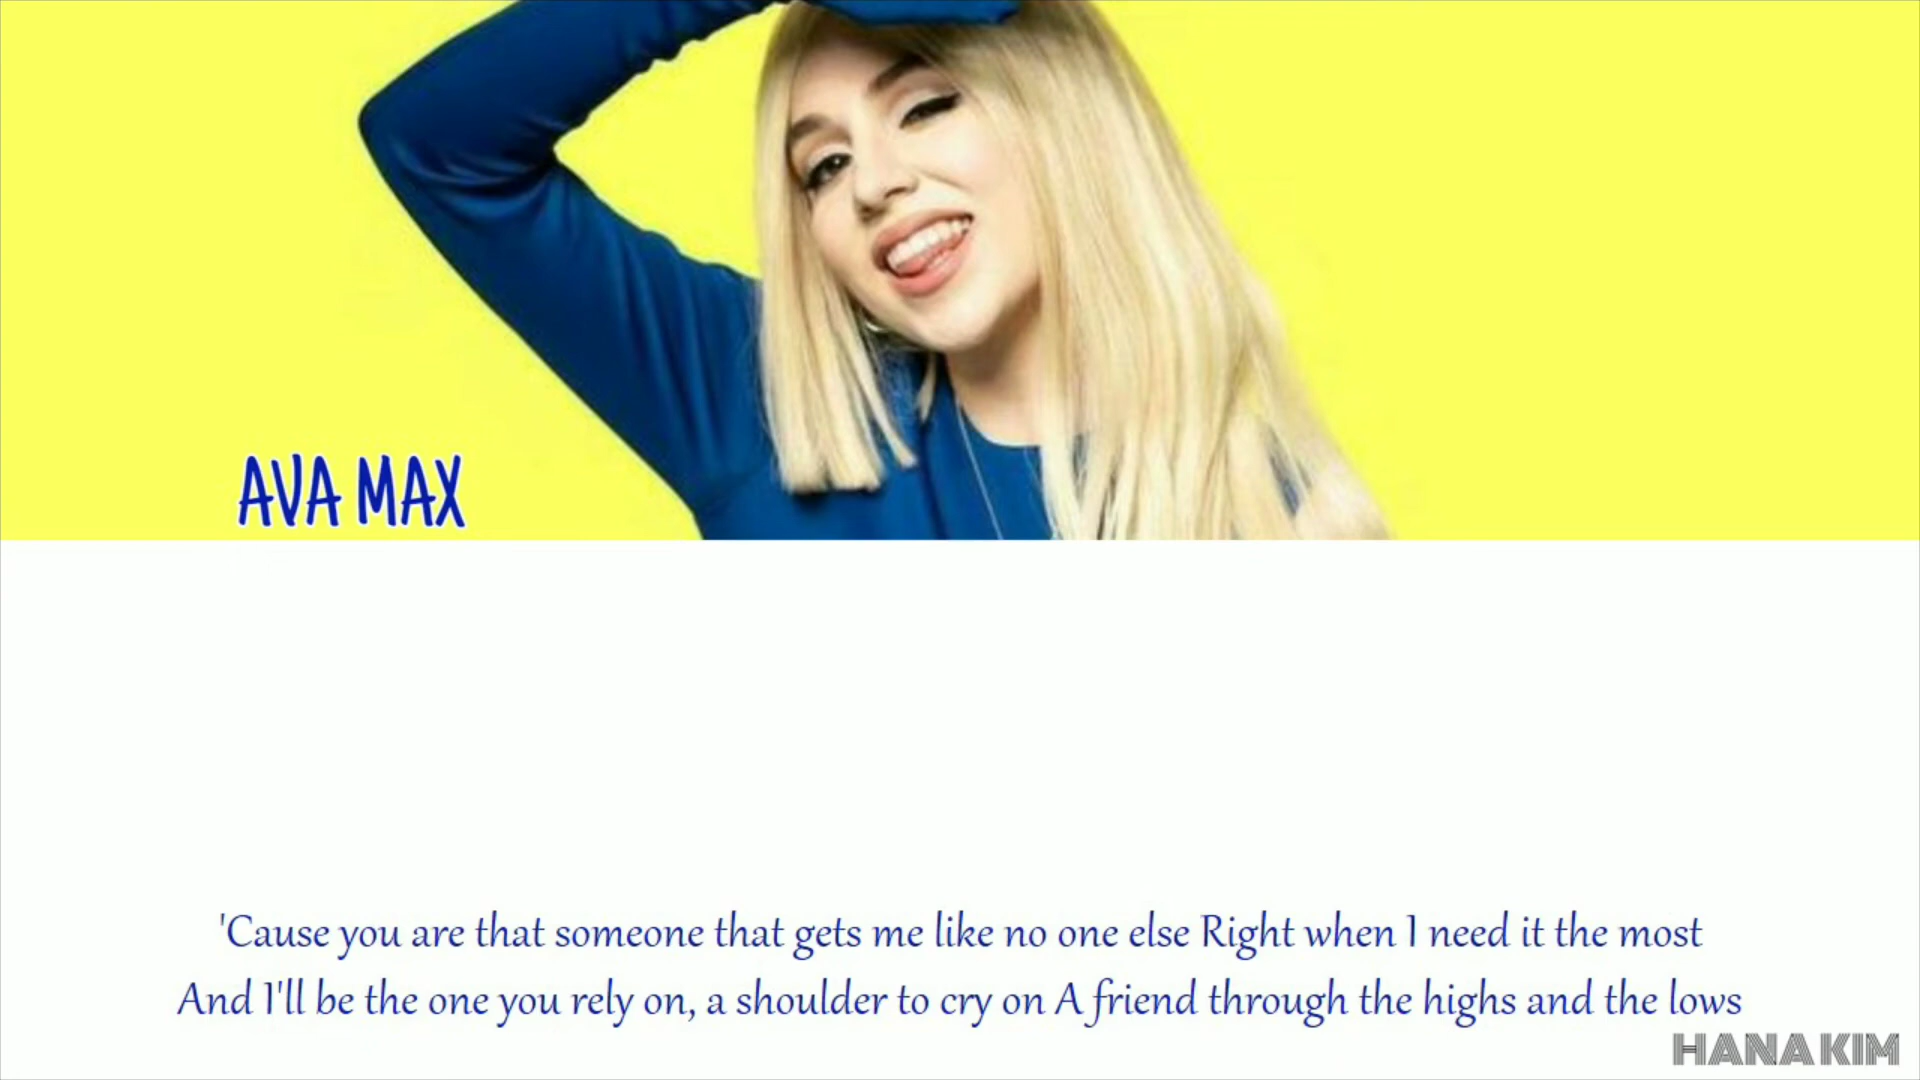 AVA MAX
'Cause you are that someone that gets me like no one else Right when I need it the most
And I'll be the one you rely on, a shoulder to cry on A friend through the highs and the lows
HANA KIM